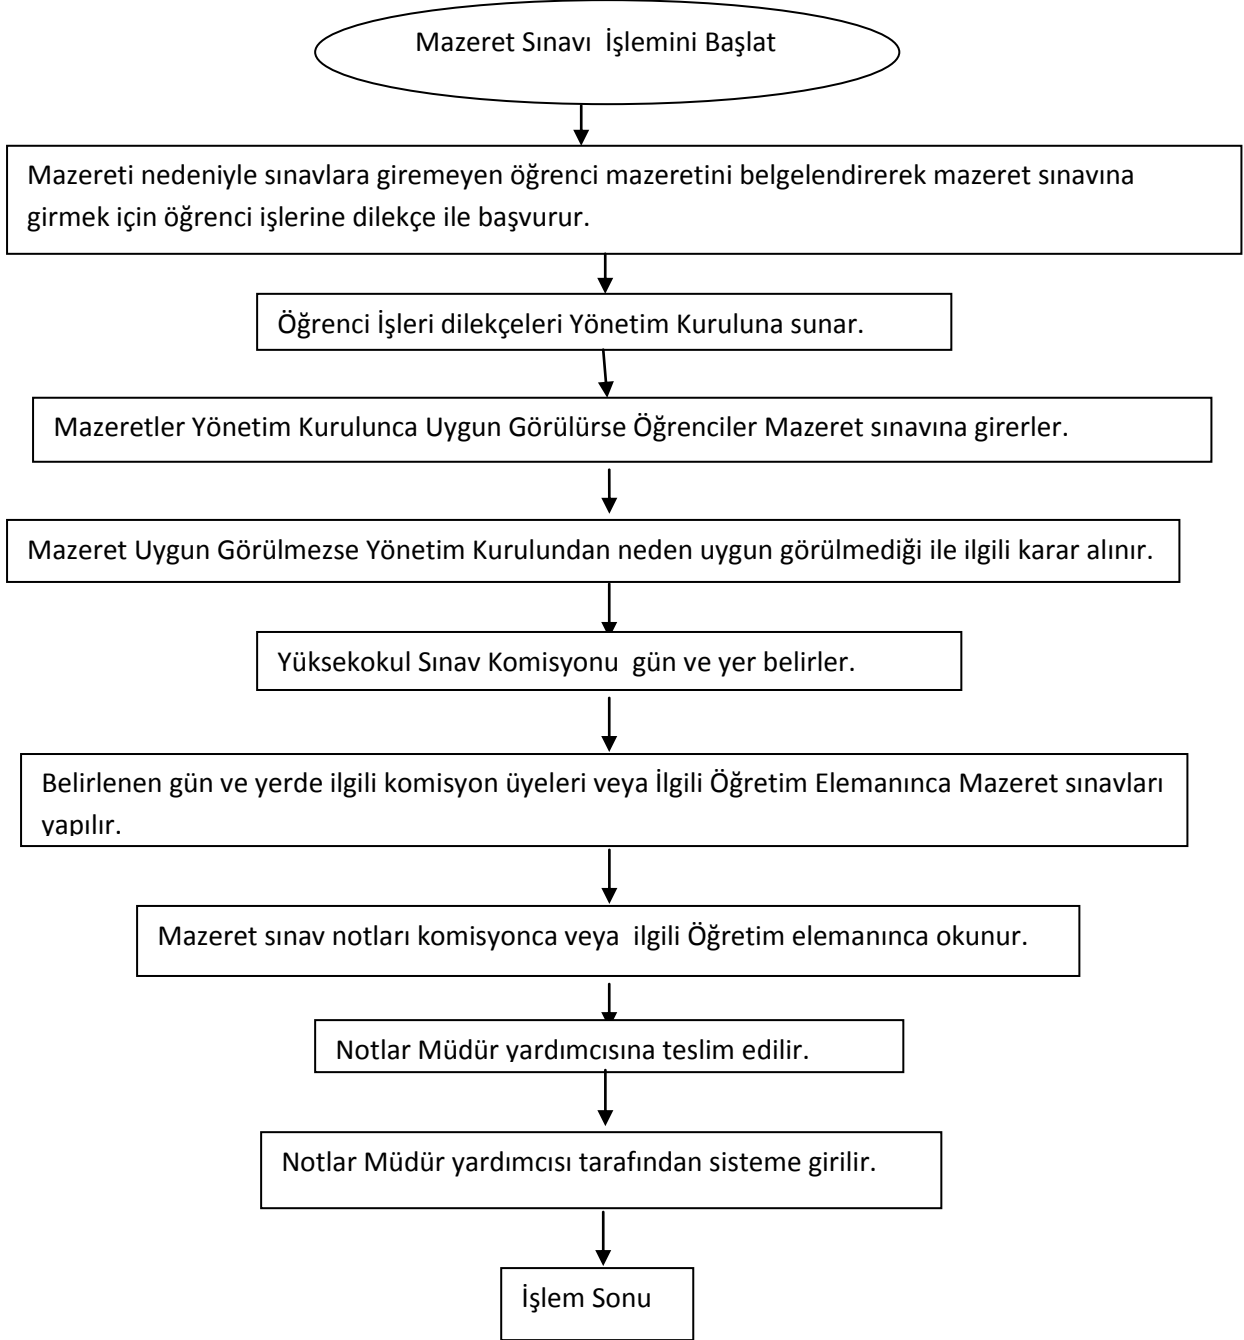 Mazeret Sınavı İşlemini Başlat
Mazereti nedeniyle sınavlara giremeyen öğrenci mazeretini belgelendirerek mazeret sınavına
girmek için öğrenci işlerine dilekçe ile başvurur.
Öğrenci İşleri dilekçeleri Yönetim Kuruluna sunar.
Mazeretler Yönetim Kurulunca Uygun Görülürse Öğrenciler Mazeret sınavına girerler.
Mazeret Uygun Görülmezse Yönetim Kurulundan neden uygun görülmediği ile ilgili karar alınır.
Yüksekokul Sınav Komisyonu gün ve yer belirler.
Belirlenen gün ve yerde ilgili komisyon üyeleri veya İlgili Öğretim Elemanınca Mazeret sınavları
yapılır.
Mazeret sınav notları komisyonca veya ilgili Öğretim elemanınca okunur.
Notlar Müdür yardımcısına teslim edilir.
Notlar Müdür yardımcısı tarafından sisteme girilir.
İşlem Sonu